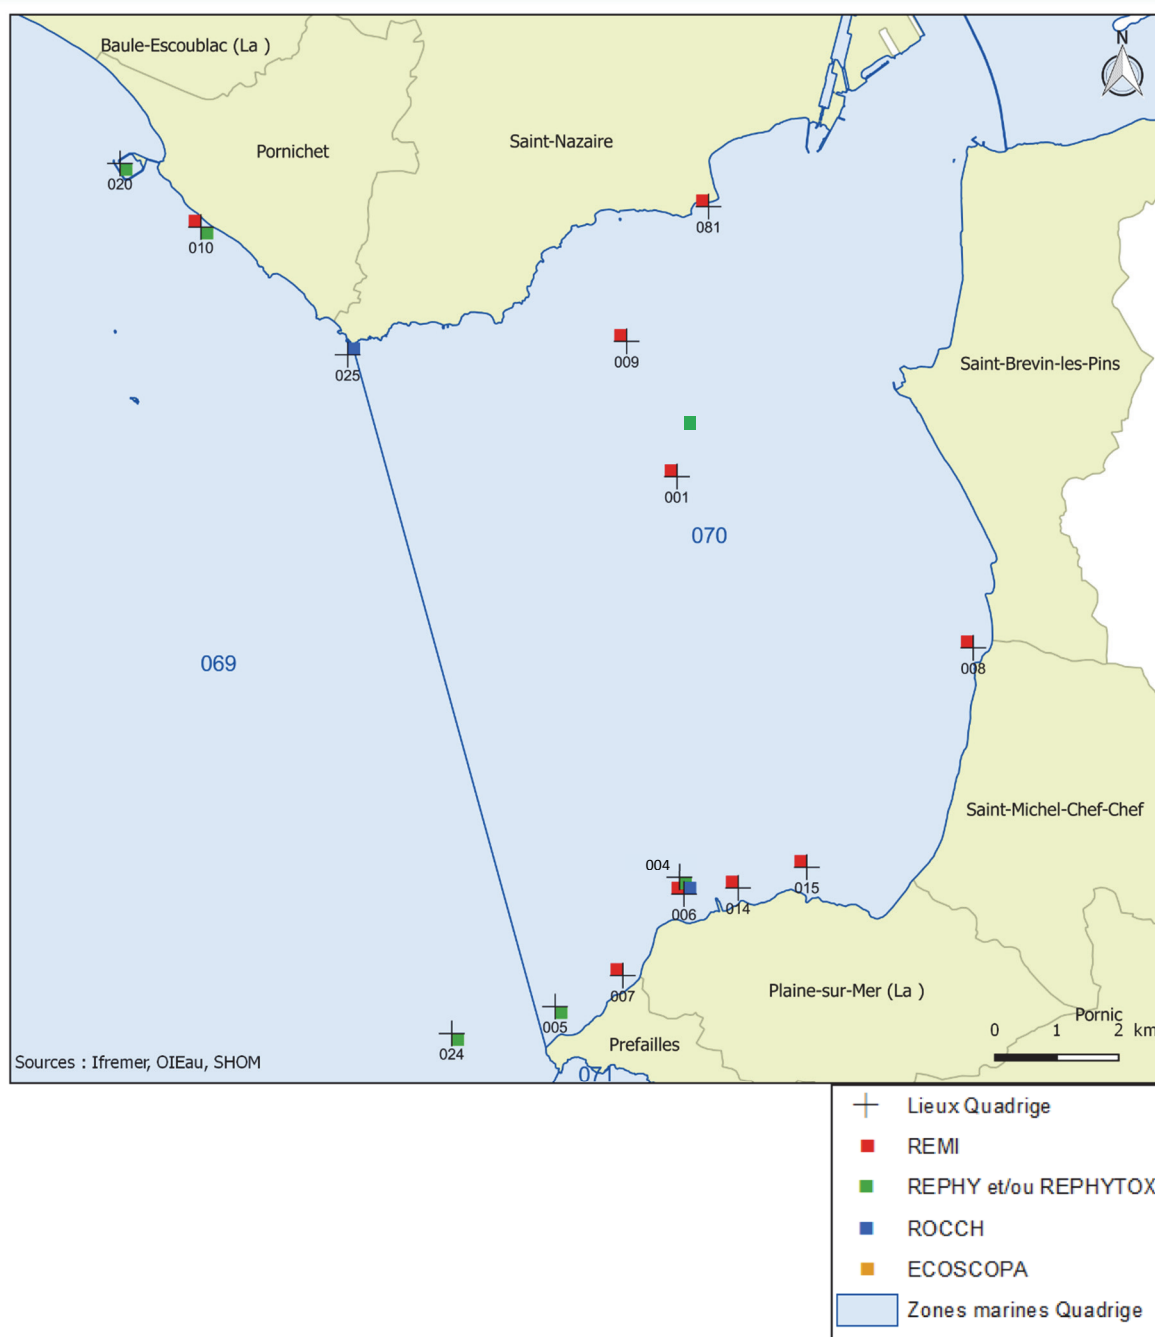 Baule-Escoublac (La )
N
Pornichet
Saint-Nazaire
020
010
081
009
025
Saint-Brevin-les-Pins
001
070
069
008
Saint-Michel-Chef-Chef
004
015
006
014
007
Plaine-sur-Mer (La )
005
Pornic
024
Prefailles
0 1 2 km
Sources : Ifremer, OIEau, SHOM
071
Lieux Quadrige
REMI
REPHY et/ou REPHYTOX
ROCCH
ECOSCOPA
Zones marines Quadrige